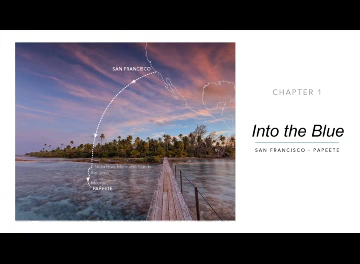 SAN FRANCISCO
PAPEETE
CHAPTER 1
Into the Blue
SAN FRANCISCO - PAPEETE